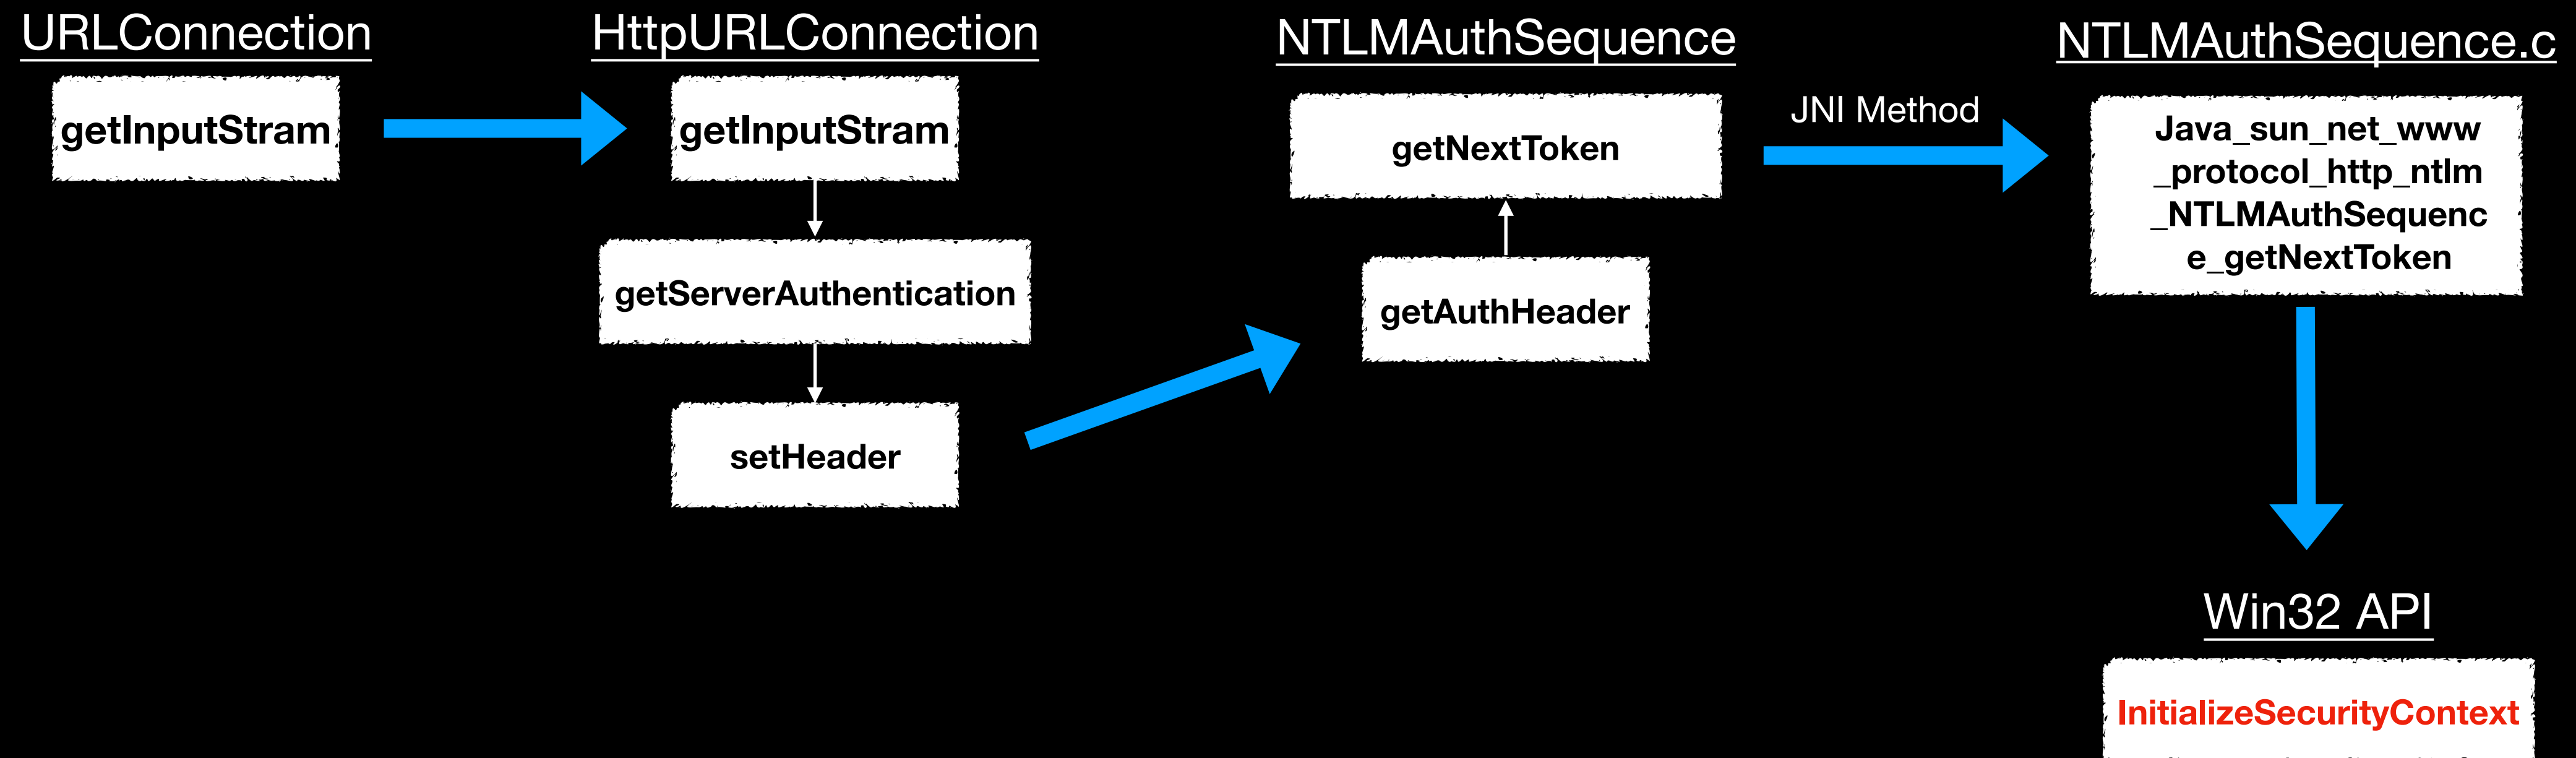 URLConnection
getInputStram
HttpURLConnection
getInputStram
getServerAuthentication
setHeader
NTLMAuthSequence
getNextToken
getAuthHeader
JNI Method
NTLMAuthSequence.c
Java_sun_net_www
_protocol_http_ntlm
_NTLMAuthSequenc
e_getNextToken
Win32 API
InitializeSecurityContext